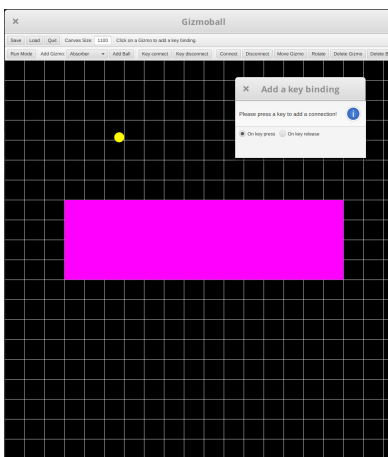 Gizmoball
Save Load Quit Canvas Size: 1100 Click on a Gizmo to add a key binding.
Run Mode Add Gizmo: Absorber Add Ball Key connect Key disconnect Connect Disconnect Move Gizmo Rotate Delete Gizmo Delete B
Add a key binding
Please press a key to add a connection!
On key press On key release